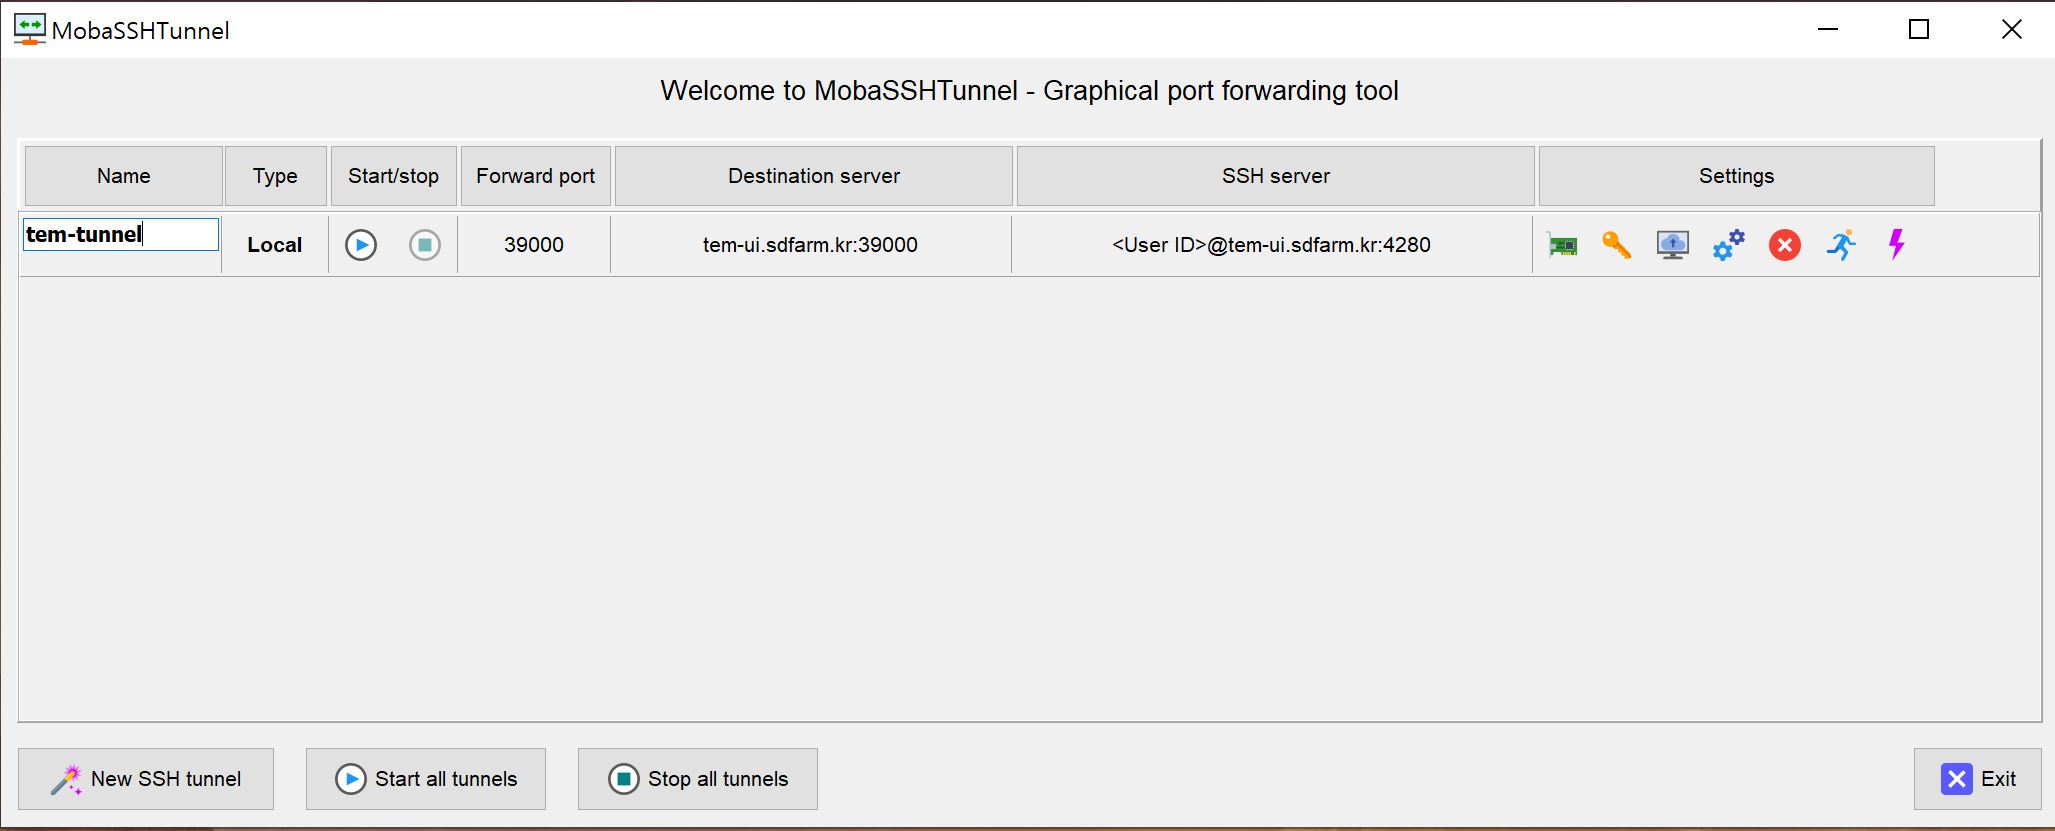 MobaSSHTunnel
Welcome to MobaSSHTunnel - Graphical port forwarding tool
Name Type Start/stop Forward port Destination server SSH server Settings
tem-tunnel Local 39000 tem-ui.sdfarm.kr:39000 <User ID>@tem-ui.sdfarm.kr:4280
New SSH tunnel Start all tunnels Stop all tunnels Exit